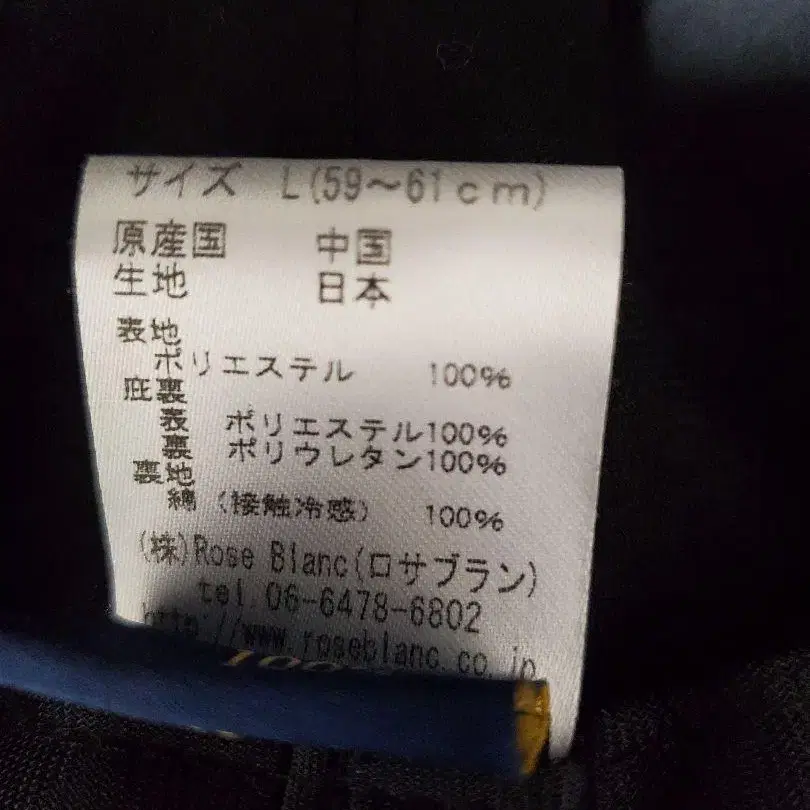 サイズ L(59～61cm)
原産国 中国
生地 日本
表地
ポリエステル 100%
庇裏
表 ポリエステル100%
裏 ポリウレタン100%
裏地
綿 (接触冷感) 100%
(株)Rose Blanc(ロサブラン)
tel.06-6478-6802
http://www.roseblanc.co.jp